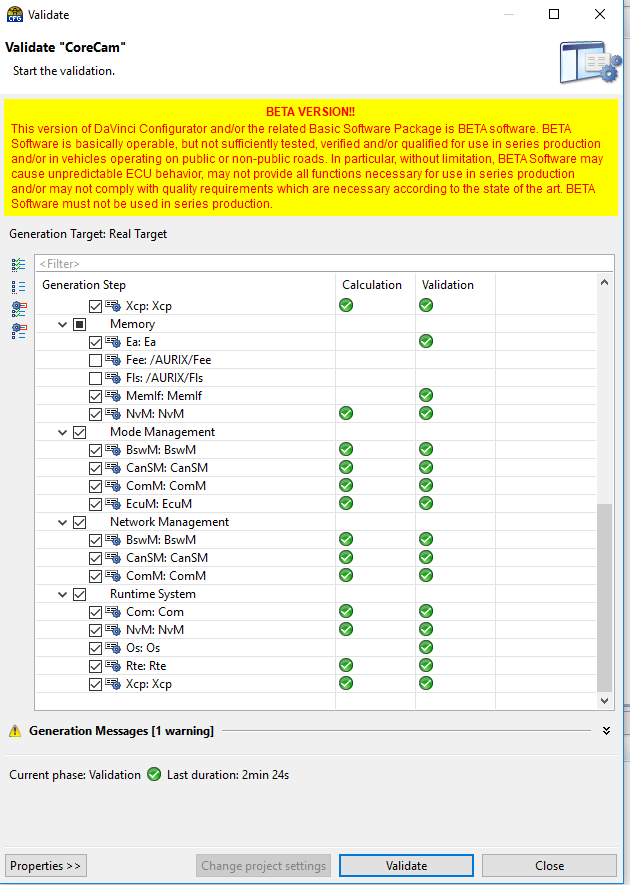 Validate
Validate "CoreCam"
Start the validation.
BETA VERSION!!
This version of DaVinci Configurator and/or the related Basic Software Package is BETA software. BETA
Software is basically operable, but not sufficiently tested, verified and/or qualified for use in series production
and/or in vehicles operating on public or non-public roads. In particular, without limitation, BETA Software may
cause unpredictable ECU behavior, may not provide all functions necessary for use in series production
and/or may not comply with quality requirements which are necessary according to the state of the art. BETA
Software must not be used in series production.
Generation Target: Real Target
<Filter>
Generation Step Calculation Validation
Xcp: Xcp
Memory
Ea: Ea
Fee: /AURIX/Fee
Fls: /AURIX/Fls
MemIf: MemIf
NvM: NvM
Mode Management
BswM: BswM
CanSM: CanSM
ComM: ComM
EcuM: EcuM
Network Management
BswM: BswM
CanSM: CanSM
ComM: ComM
Runtime System
Com: Com
NvM: NvM
Os: Os
Rte: Rte
Xcp: Xcp
Generation Messages [1 warning]
Current phase: Validation Last duration: 2min 24s
Properties >> Change project settings Validate Close